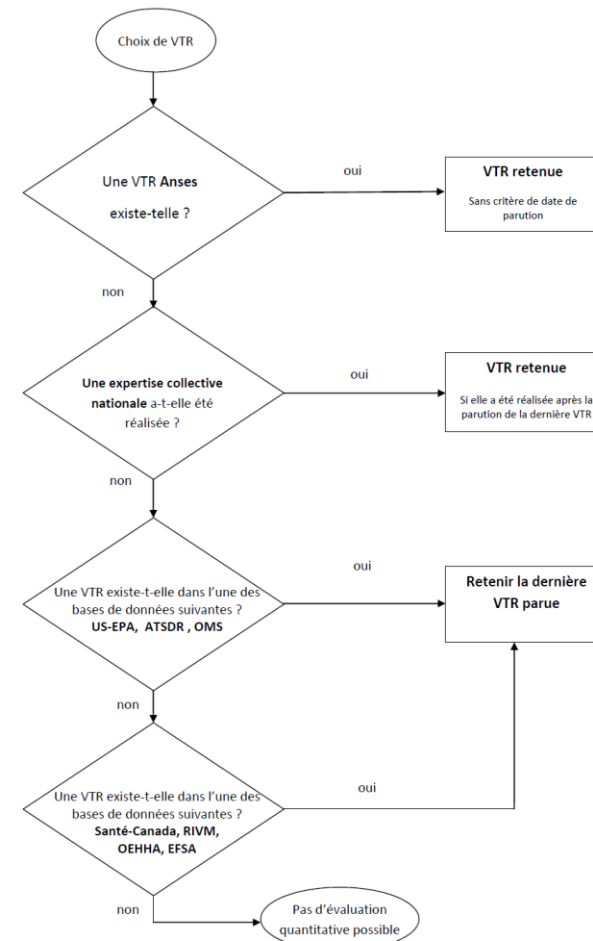 Choix de VTR
Une VTR Anses
existe-telle ?
oui
VTR retenue
Sans critère de date de
parution
non
Une expertise collective
nationale a-t-elle été
réalisée ?
oui
VTR retenue
Si elle a été réalisée après la
parution de la dernière VTR
non
Une VTR existe-t-elle dans l’une des
bases de données suivantes ?
US-EPA, ATSDR , OMS
oui
Retenir la dernière
VTR parue
non
Une VTR existe-t-elle dans l’une des
bases de données suivantes ?
Santé-Canada, RIVM,
OEHHA, EFSA
oui
non
Pas d’évaluation
quantitative possible